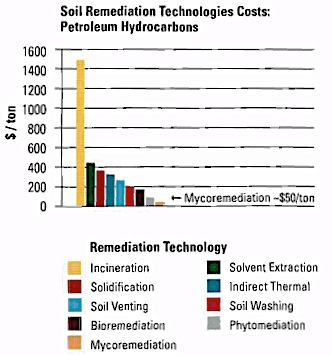 Soil Remediation Technologies Costs:
Petroleum Hydrocarbons
$ / ton
1600
1400
1200
1000
800
600
400
200
0
← Mycoremediation ~$50/ton
Remediation Technology
Incineration
Solvent Extraction
Solidification
Indirect Thermal
Soil Venting
Soil Washing
Bioremediation
Phytomediation
Mycoremediation